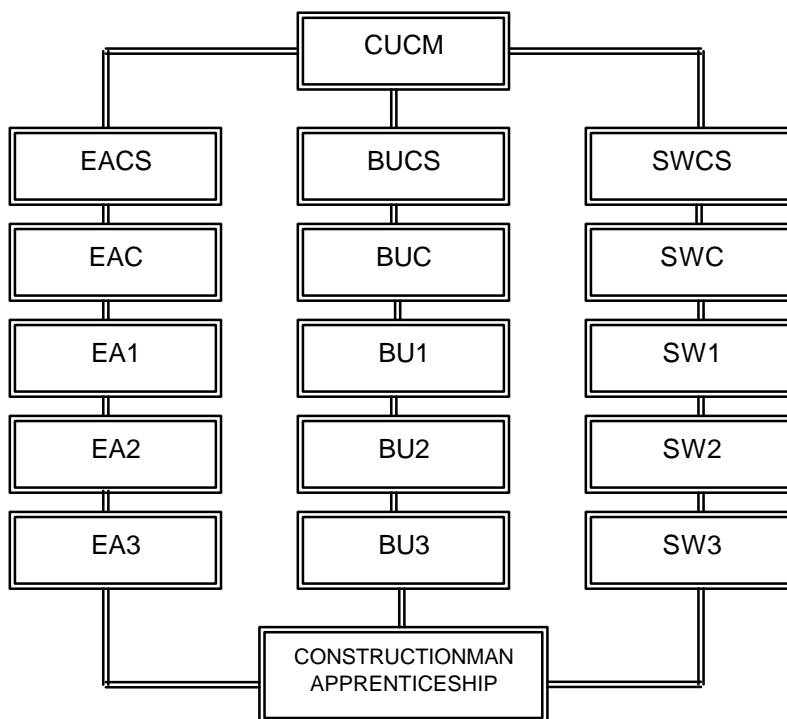 CUCM
EACS
BUCS
SWCS
EAC
BUC
SWC
EA1
BU1
SW1
EA2
BU2
SW2
EA3
BU3
SW3
CONSTRUCTIONMAN
APPRENTICESHIP